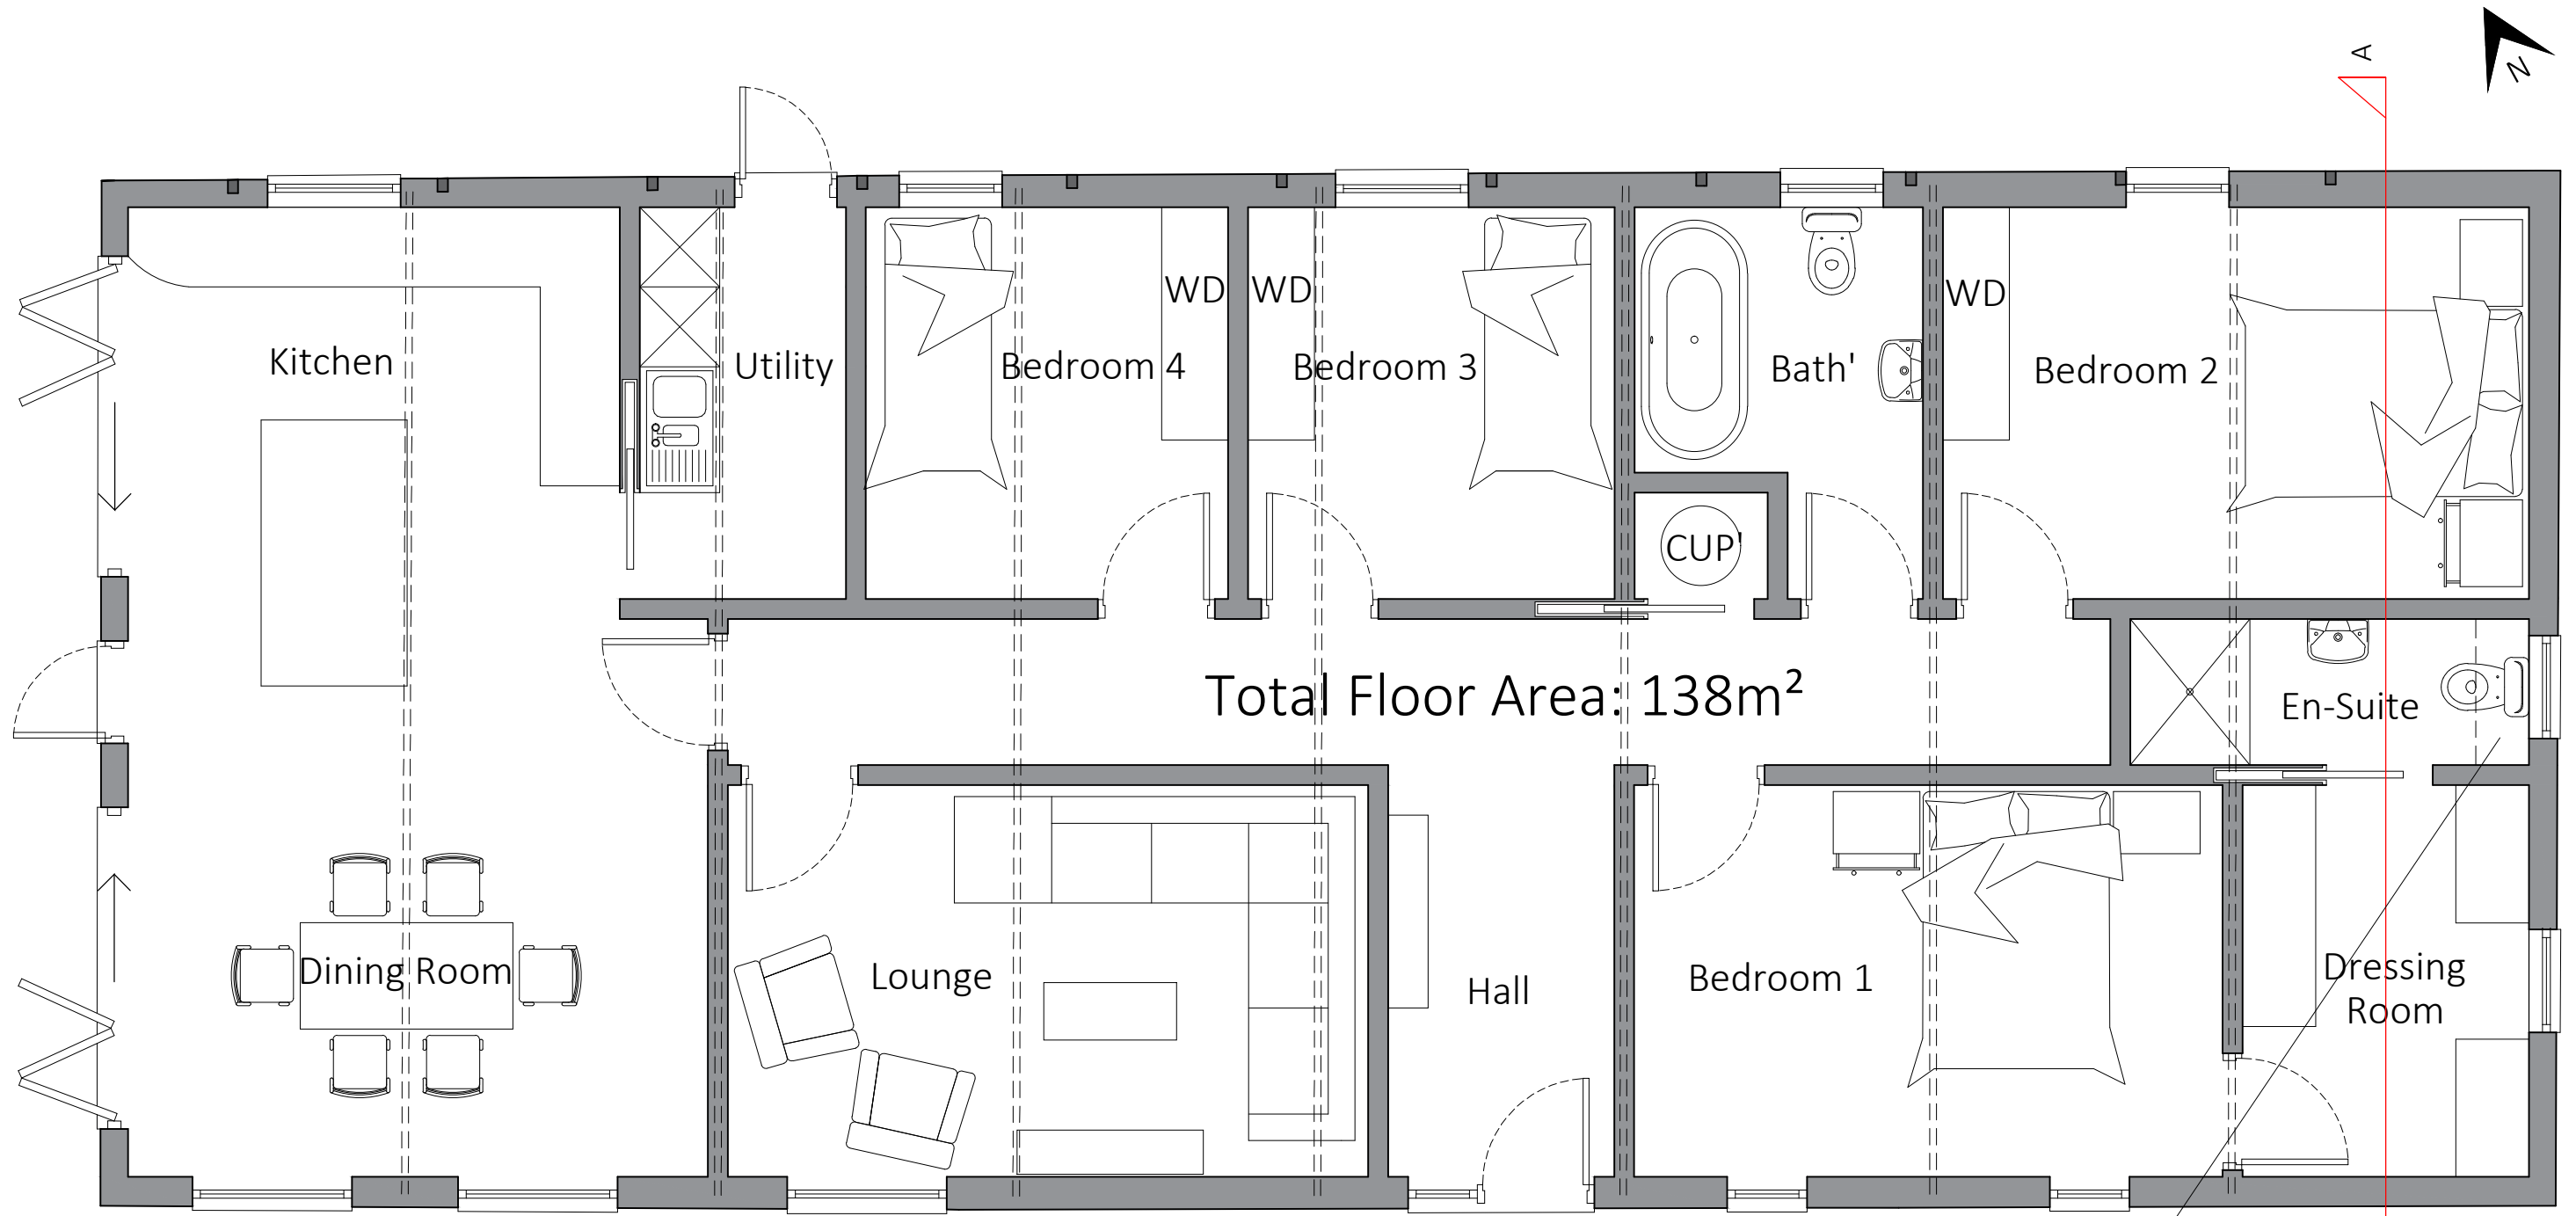 A
N
Kitchen
Utility
Bedroom 4
WD
WD
Bedroom 3
Bath'
WD
Bedroom 2
CUP'
Total Floor Area: 138m²
En-Suite
Dining Room
Lounge
Hall
Bedroom 1
Dressing
Room